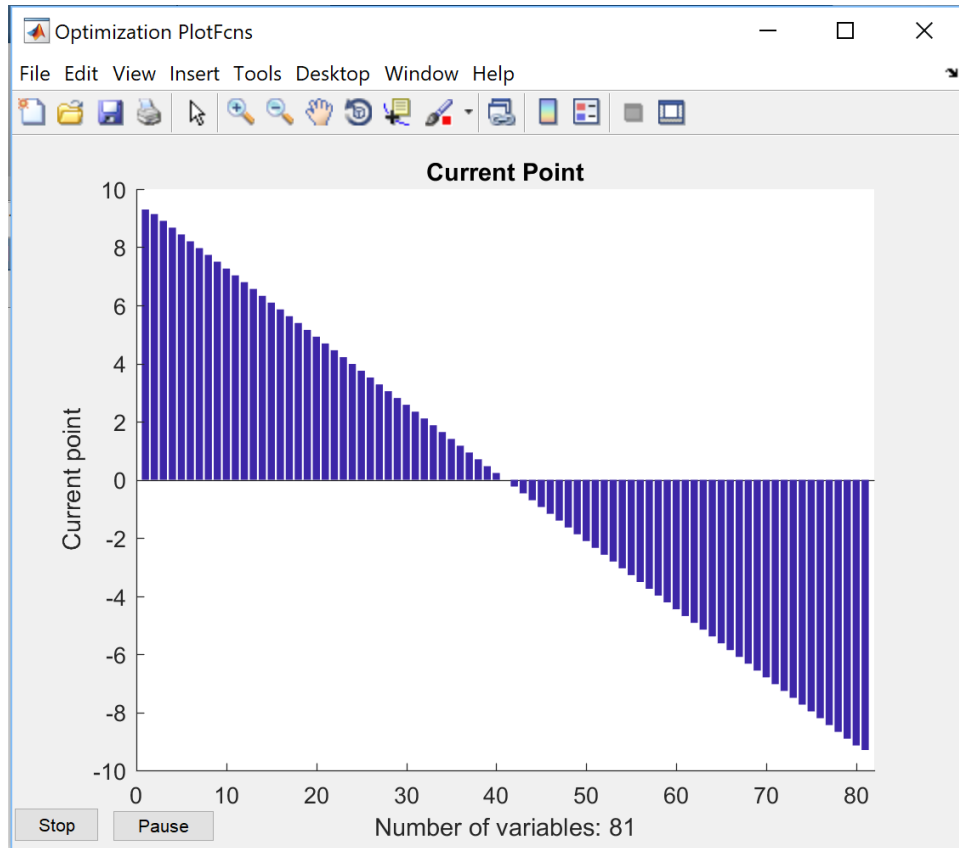 Optimization PlotFcns
File Edit View Insert Tools Desktop Window Help
Current Point
10
8
6
4
2
0
-2
-4
-6
-8
-10
Current point
0 10 20 30 40 50 60 70 80
Number of variables: 81
Stop Pause